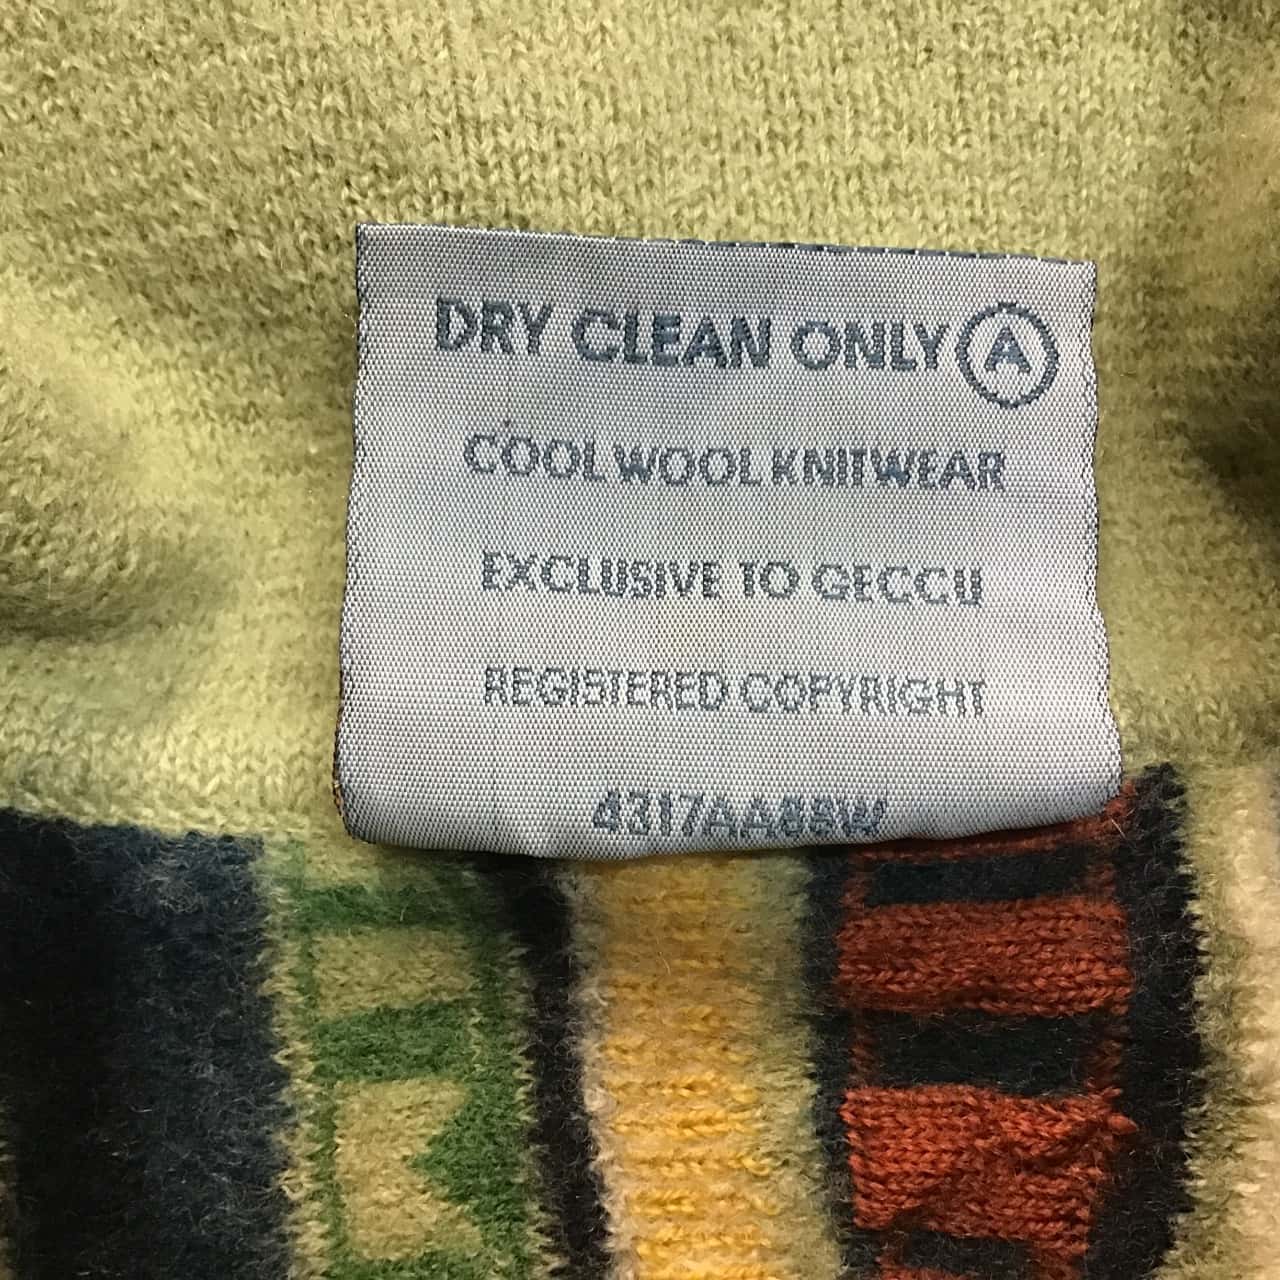 DRY CLEAN ONLY Ⓐ
COOL WOOL KNITWEAR
EXCLUSIVE TO GECCU
REGISTERED COPYRIGHT
4317AA88W